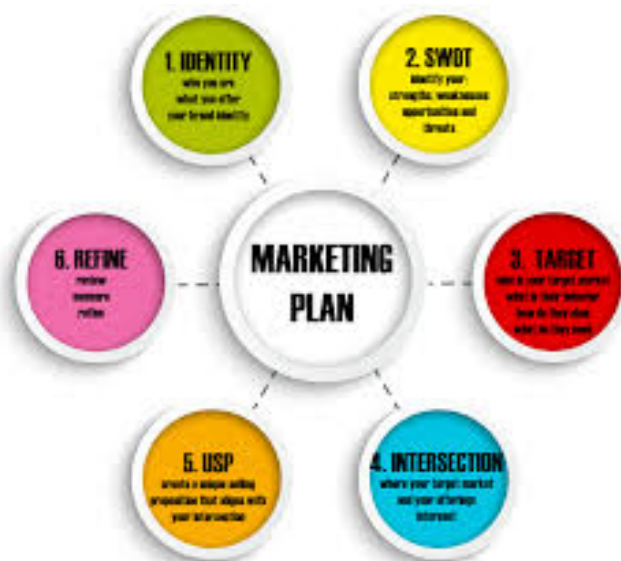 1. IDENTITY
who you are
what you offer
your brand identity
2. SWOT
identify your:
strengths, weaknesses
opportunities and
threats
MARKETING
PLAN
3. TARGET
who is your target market
what is their behavior
how do they shop
what do they
4. INTERSECTION
where your target market
and your offerings
intersect
5. USP
create a unique selling
proposition that aligns with
your intersection
6. REFINE
review
measure
refine